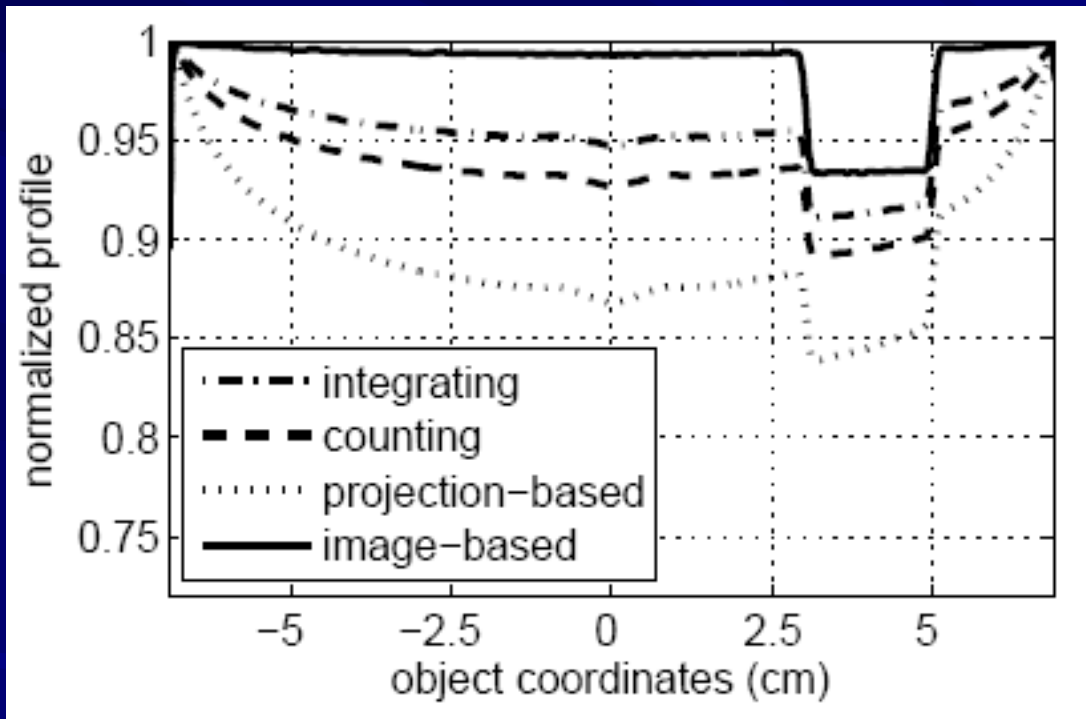 1
0.95
0.9
0.85
0.8
0.75
normalized profile
integrating
counting
projection−based
image−based
−5
−2.5
0
2.5
5
object coordinates (cm)